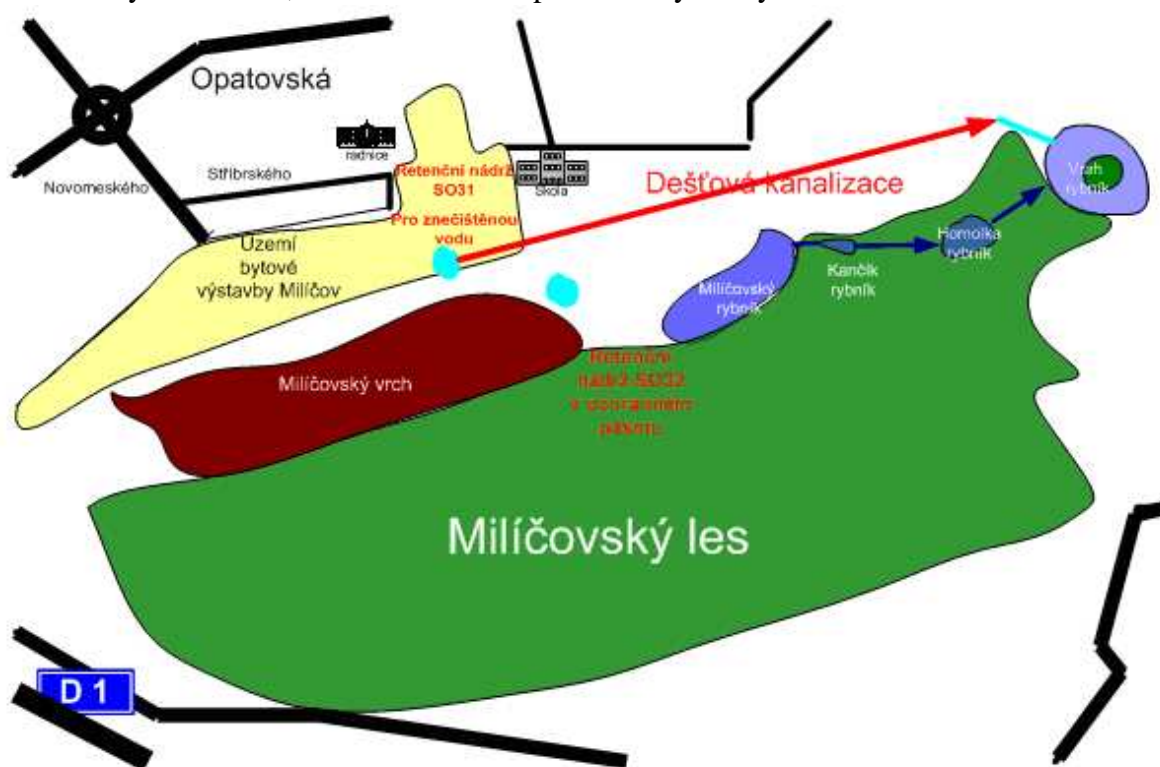 Opatovská
radnice
Škola
Novomeského
Stříbrského
Retenční nádrž
SO31
Pro znečištěnou
vodu
Dešťová kanalizace
Vrah
rybník
Homolka
rybník
Kančík
rybník
Milíčovský
rybník
Území
bytové
výstavby Milíčov
Milíčovský vrch
Retenční
nádrž SO32
v ochranném
pásmu
Milíčovský les
D 1